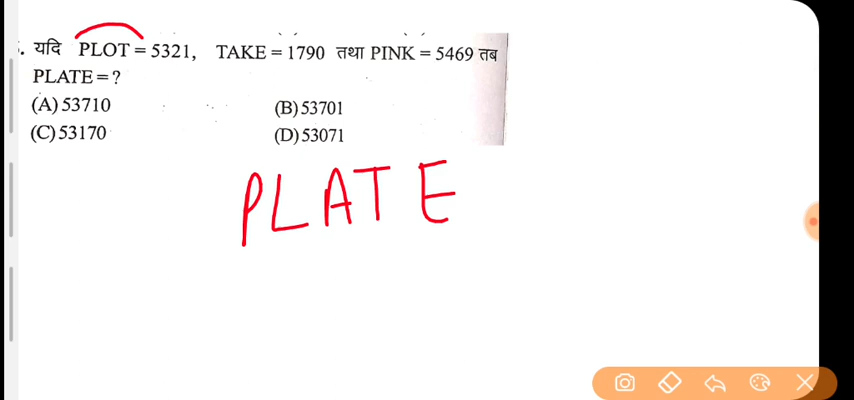 . यदि PLOT = 5321, TAKE = 1790 तथा PINK = 5469 तब
PLATE = ?
(A) 53710 (B) 53701
(C) 53170 (D) 53071
PLATE